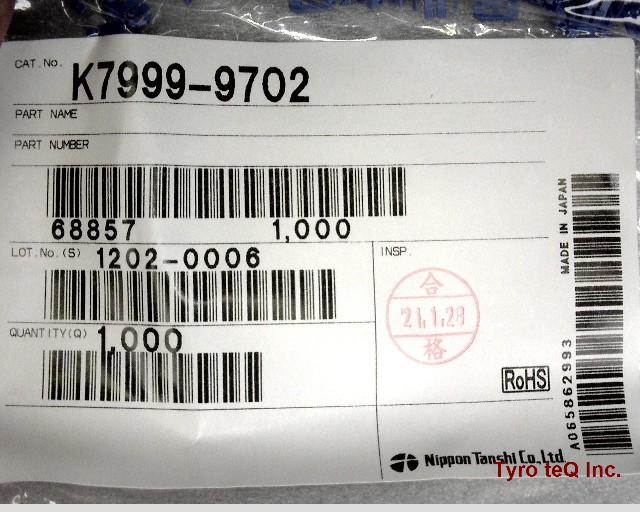 CAT.No. K7999-9702
PART NAME
PART NUMBER
68857 1,000
LOT.No.(S) 1202-0006
QUANTITY(Q) 1,000
INSP.
合
'21.1.28
格
RoHS
Nippon Tanshi Co.,Ltd
MADE IN JAPAN
A065862993
Tyro teQ Inc.